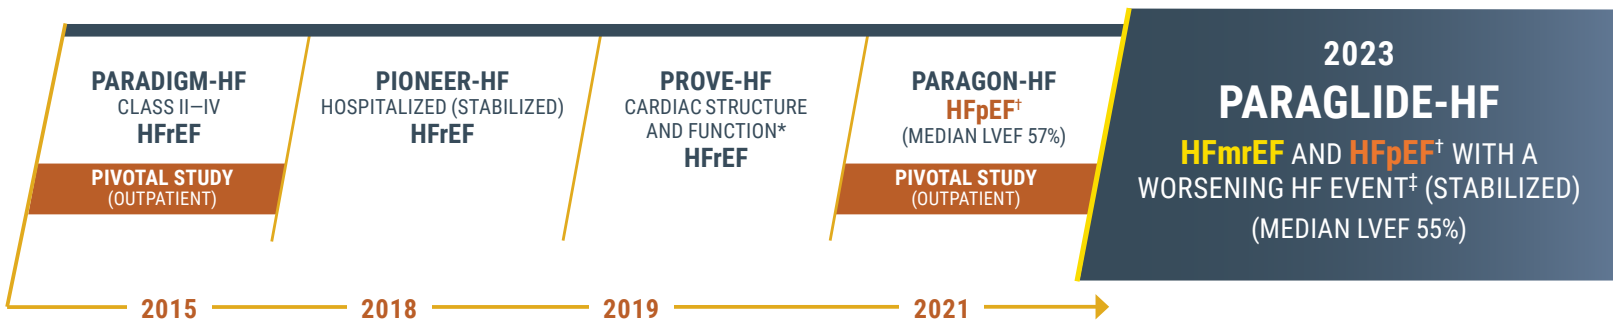 PARADIGM-HF
CLASS II–IV
HFrEF
PIVOTAL STUDY
(OUTPATIENT)
PIONEER-HF
HOSPITALIZED (STABILIZED)
HFrEF
PROVE-HF
CARDIAC STRUCTURE
AND FUNCTION*
HFrEF
PARAGON-HF
HFpEF†
(MEDIAN LVEF 57%)
PIVOTAL STUDY
(OUTPATIENT)
2023
PARAGLIDE-HF
HFmrEF AND HFpEF† WITH A
WORSENING HF EVENT‡ (STABILIZED)
(MEDIAN LVEF 55%)
2015
2018
2019
2021